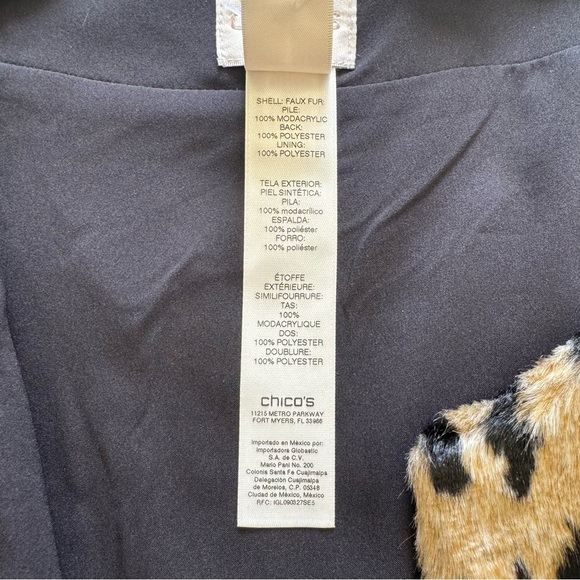 SHELL: FAUX FUR:
PILE:
100% MODACRYLIC
BACK:
100% POLYESTER
LINING:
100% POLYESTER
TELA EXTERIOR:
PIEL SINTÉTICA:
PILA:
100% modacrílico
ESPALDA:
100% poliéster
FORRO:
100% poliéster
ÉTOFFE
EXTÉRIEURE:
SIMILIFOURRURE:
TAS:
100%
MODACRYLIQUE
DOS:
100% POLYESTER
DOUBLURE:
100% POLYESTER
chico's
11215 METRO PARKWAY
FORT MYERS, FL 33966
Importado en México por:
Importadora Globastic
S.A. de C.V.
Mario Pani No. 200
Colonia Santa Fe Cuajimalpa
Delegación Cuajimalpa
de Morelos, C.P. 05348
Ciudad de México, México
RFC: IGL090327SE5